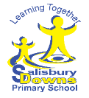 Learning Together
Salisbury
Downs
Primary School